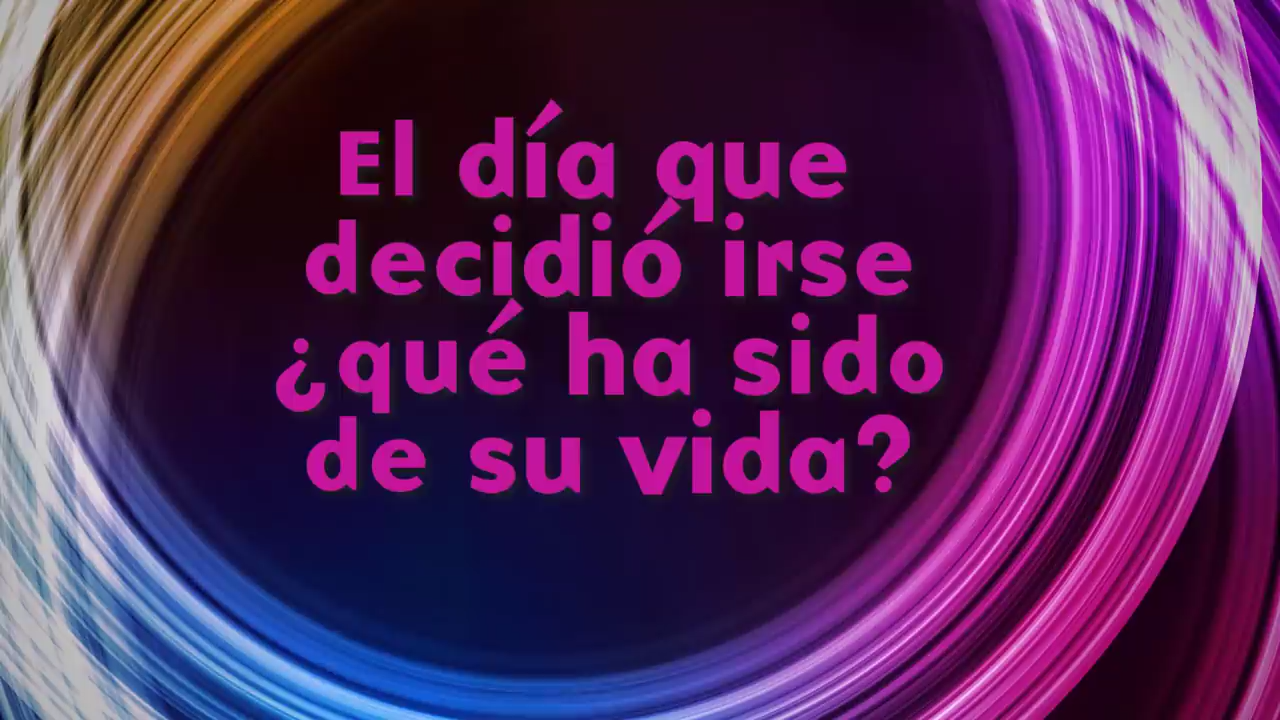 El día que
decidió irse
¿qué ha sido
de su vida?